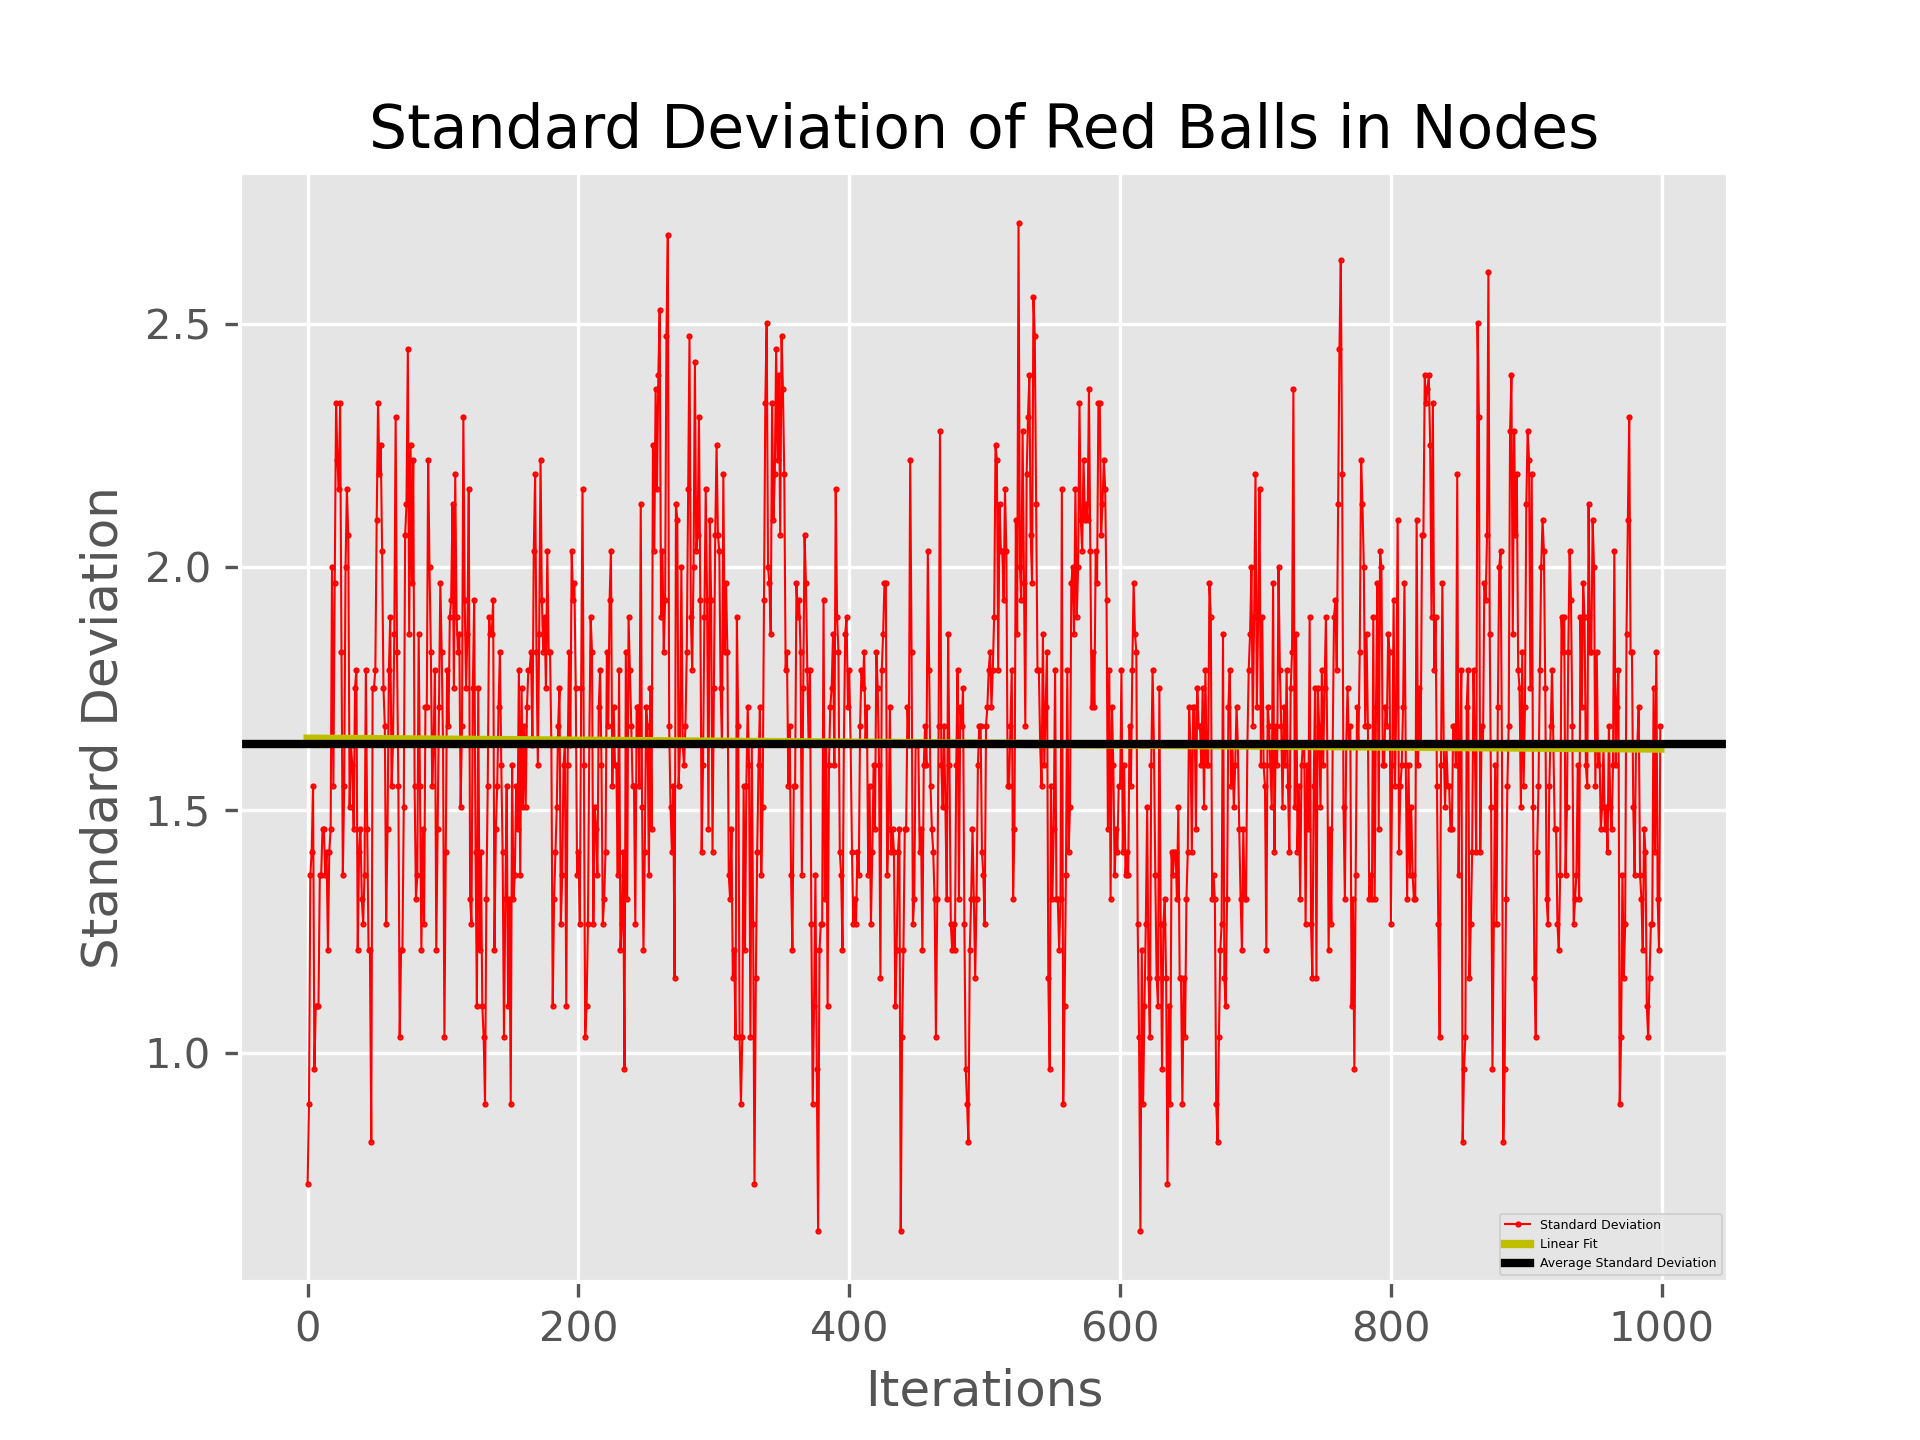 Standard Deviation of Red Balls in Nodes
Standard Deviation
2.5
2.0
1.5
1.0
0
200
400
600
800
1000
Iterations
Standard Deviation
Linear Fit
Average Standard Deviation